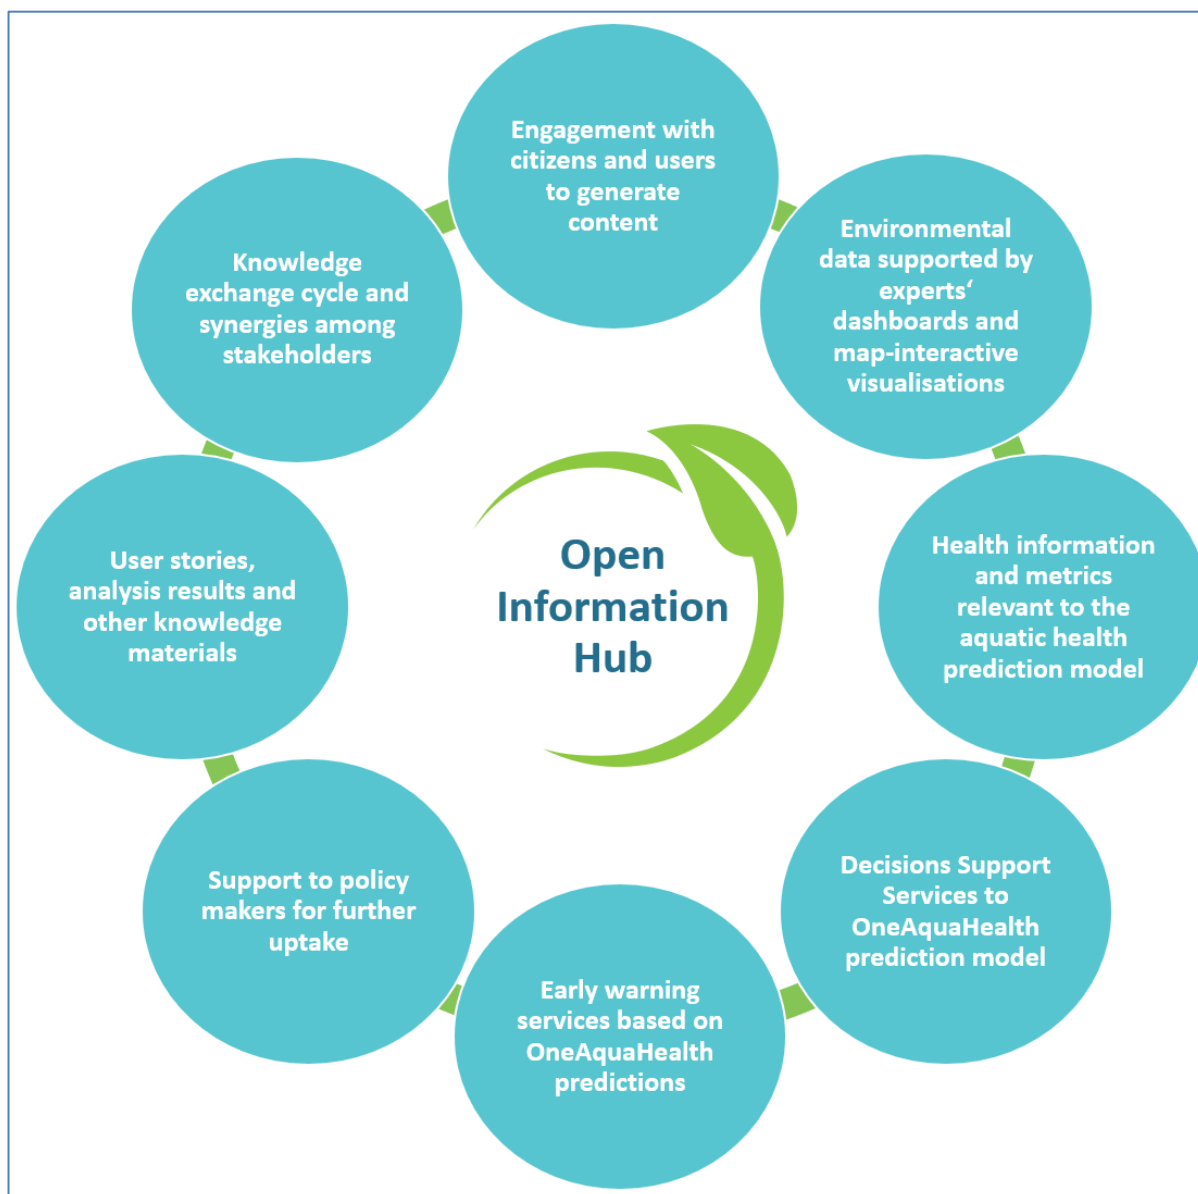 Engagement with
citizens and users
to generate
content
Environmental
data supported by
experts‘
dashboards and
map-interactive
visualisations
Health information
and metrics
relevant to the
aquatic health
prediction model
Decisions Support
Services to
OneAquaHealth
prediction model
Early warning
services based on
OneAquaHealth
predictions
Support to policy
makers for further
uptake
User stories,
analysis results and
other knowledge
materials
Knowledge
exchange cycle and
synergies among
stakeholders
Open
Information
Hub